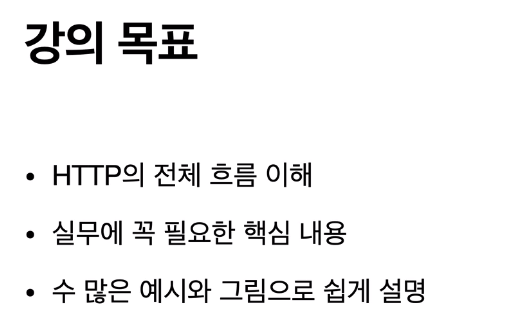 강의 목표
• HTTP의 전체 흐름 이해
• 실무에 꼭 필요한 핵심 내용
• 수 많은 예시와 그림으로 쉽게 설명